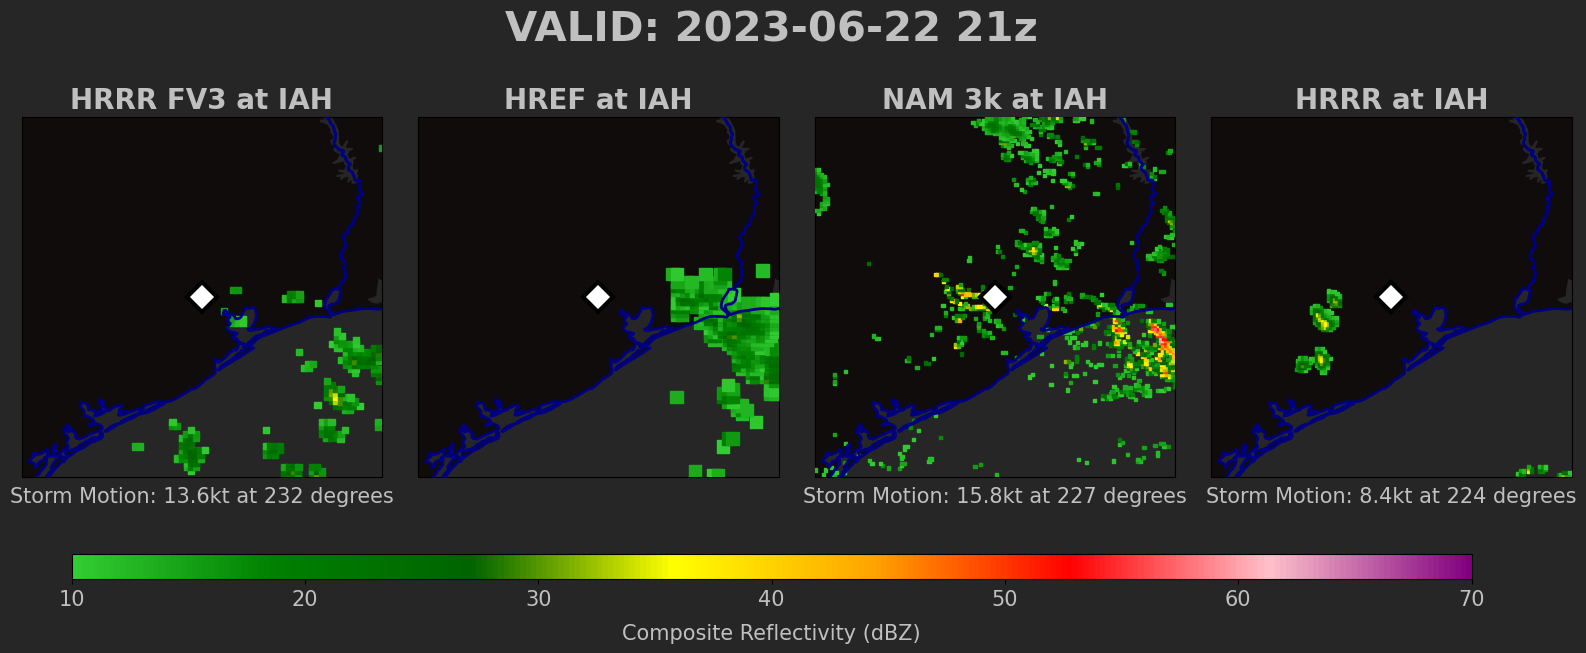 VALID: 2023-06-22 21z
HRRR FV3 at IAH
HREF at IAH
NAM 3k at IAH
HRRR at IAH
Storm Motion: 13.6kt at 232 degrees
Storm Motion: 15.8kt at 227 degrees
Storm Motion: 8.4kt at 224 degrees
10 20 30 40 50 60 70
Composite Reflectivity (dBZ)